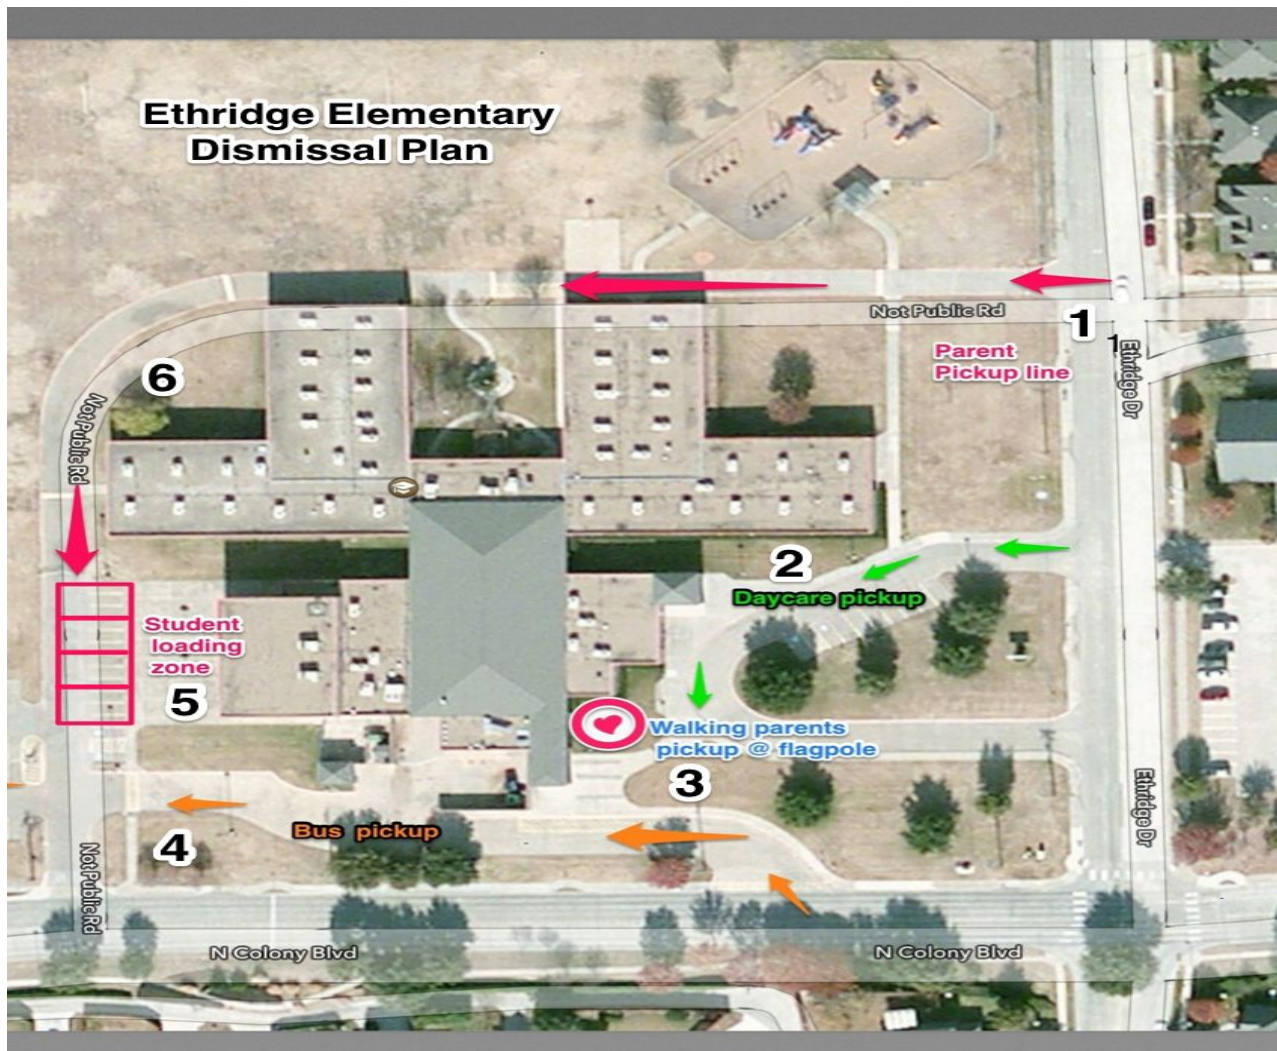 Ethridge Elementary
Dismissal Plan
Not Public Rd
1
1
Parent
Pickup line
Ethridge Dr
6
Not Public Rd
2
Daycare pickup
Student
loading
zone
5
Walking parents
pickup @ flagpole
3
Ethridge Dr
Bus pickup
4
Not Public Rd
N Colony Blvd
N Colony Blvd